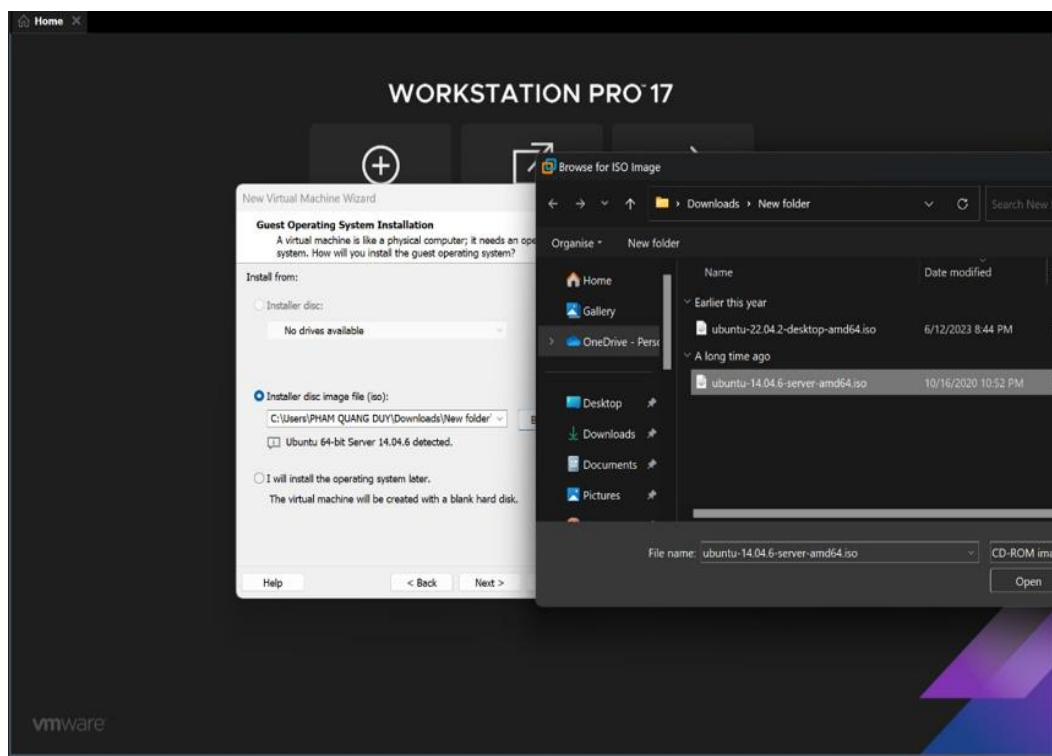 Home
WORKSTATION PRO™ 17
New Virtual Machine Wizard
Guest Operating System Installation
A virtual machine is like a physical computer; it needs an
system. How will you install the guest operating system?
Install from:
Installer disc:
No drives available
Installer disc image file (iso):
C:\Users\PHAM QUANG DUY\Downloads\New folder
Ubuntu 64-bit Server 14.04.6 detected.
I will install the operating system later.
The virtual machine will be created with a blank hard disk.
Help
< Back
Next >
Browse for ISO Image
Downloads > New folder
Search New
Organise
New folder
Home
Gallery
OneDrive - Perso
Desktop
Downloads
Documents
Pictures
Name
Date modified
Earlier this year
ubuntu-22.04.2-desktop-amd64.iso 6/12/2023 8:44 PM
A long time ago
ubuntu-14.04.6-server-amd64.iso 10/16/2020 10:52 PM
File name: ubuntu-14.04.6-server-amd64.iso
CD-ROM ima
Open
vmware